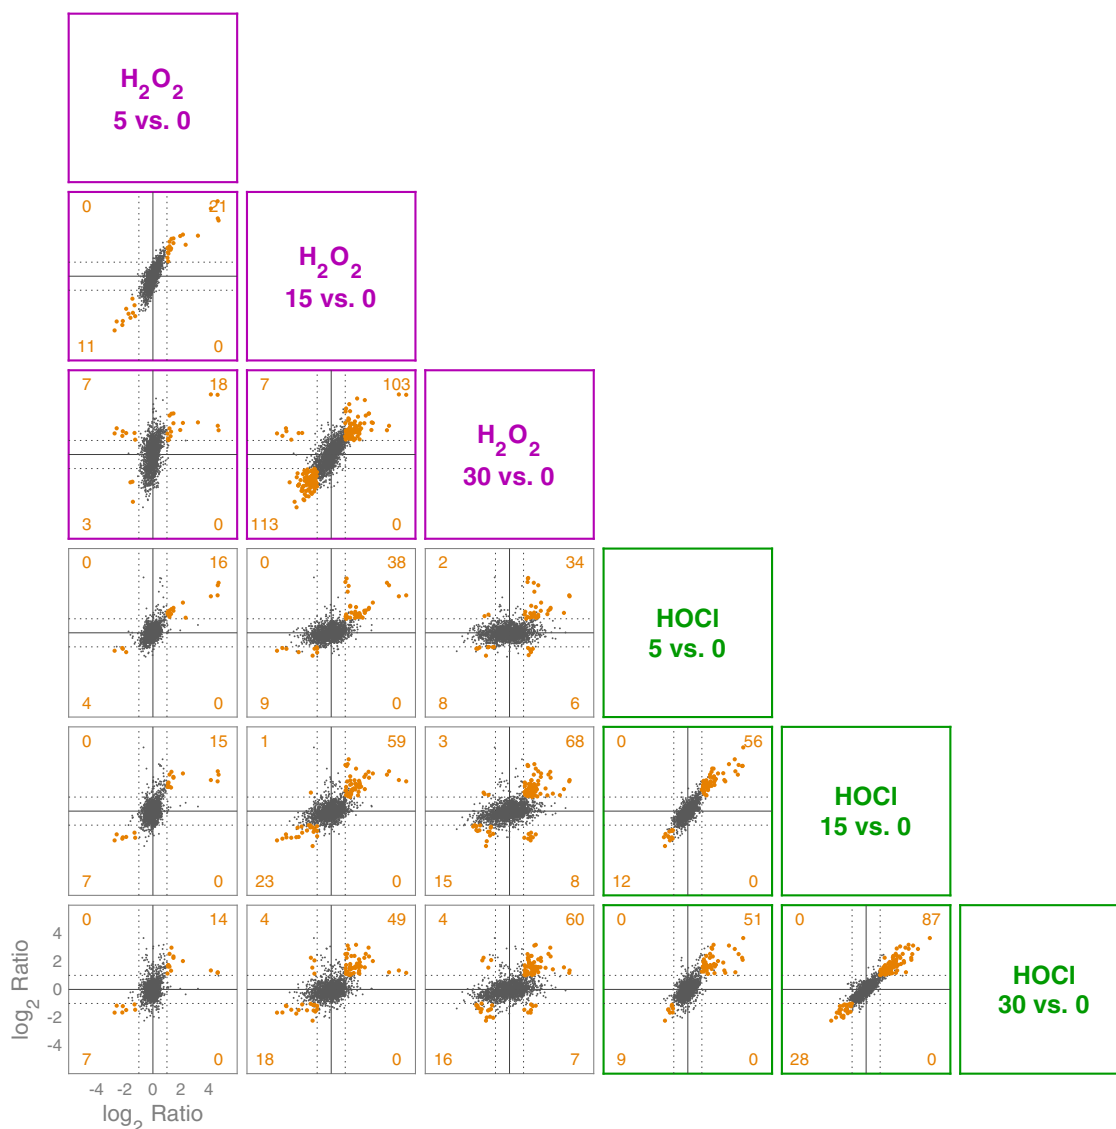 H₂O₂
5 vs. 0
0 21
H₂O₂
15 vs. 0
11 0
7 18 7 103
H₂O₂
30 vs. 0
3 0 113 0
0 16 0 38 2 34
HOCl
5 vs. 0
4 0 9 0 8 6
0 15 1 59 3 68 0 56
HOCl
15 vs. 0
7 0 23 0 15 8 12 0
0 14 4 49 4 60 0 51 0 87
4
2
0
-2
-4
log₂ Ratio
HOCl
30 vs. 0
7 0 18 0 16 7 9 0 28 0
-4 -2 0 2 4
log₂ Ratio